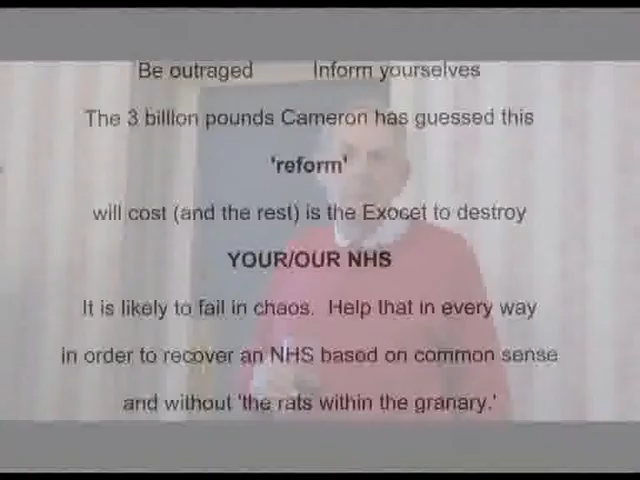 Be outraged Inform yourselves
The 3 billion pounds Cameron has guessed this
'reform'
will cost (and the rest) is the Exocet to destroy
YOUR/OUR NHS
It is likely to fail in chaos. Help that in every way
in order to recover an NHS based on common sense
and without 'the rats within the granary.'